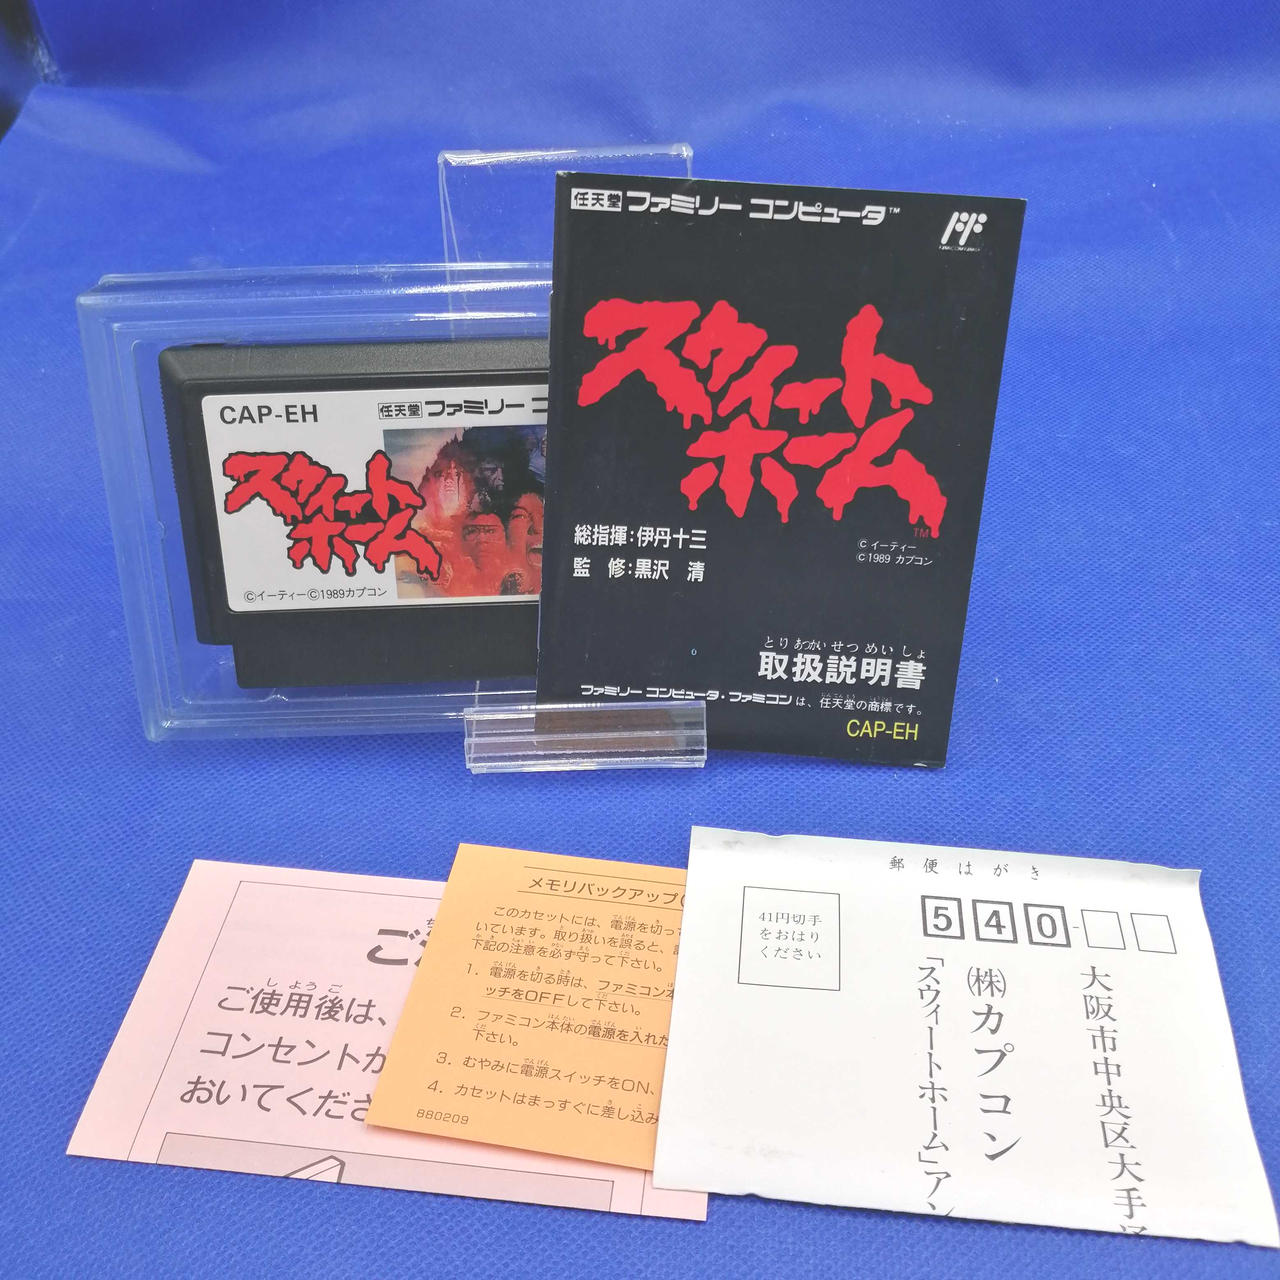 CAP-EH
任天堂 ファミリー コ
スウィート
ホーム
©イーティー©1989カプコン
任天堂 ファミリー コンピュータ™
スウィート
ホーム™
総指揮:伊丹十三
監 修:黒沢 清
©イーティー
©1989 カプコン
とりあつかいせつめいしょ
取扱説明書
ファミリー コンピュータ・ファミコン は、任天堂の商標です。
CAP-EH
しようご
ご使用後は、
コンセントか
おいてくださ
メモリバックアップ(
このカセットには、電源を切って
いています。取り扱いを誤ると、
下記の注意を必ず守って下さい。
1. 電源を切る時は、ファミコン本
ッチをOFFして下さい。
2. ファミコン本体の電源を入れた
下さい。
3. むやみに電源スイッチをON、
4. カセットはまっすぐに差し込み
880209
郵便はがき
41円切手
をおはり
ください
540-
大阪市中央区大手
㈱カプコン
「スウィートホーム」アン